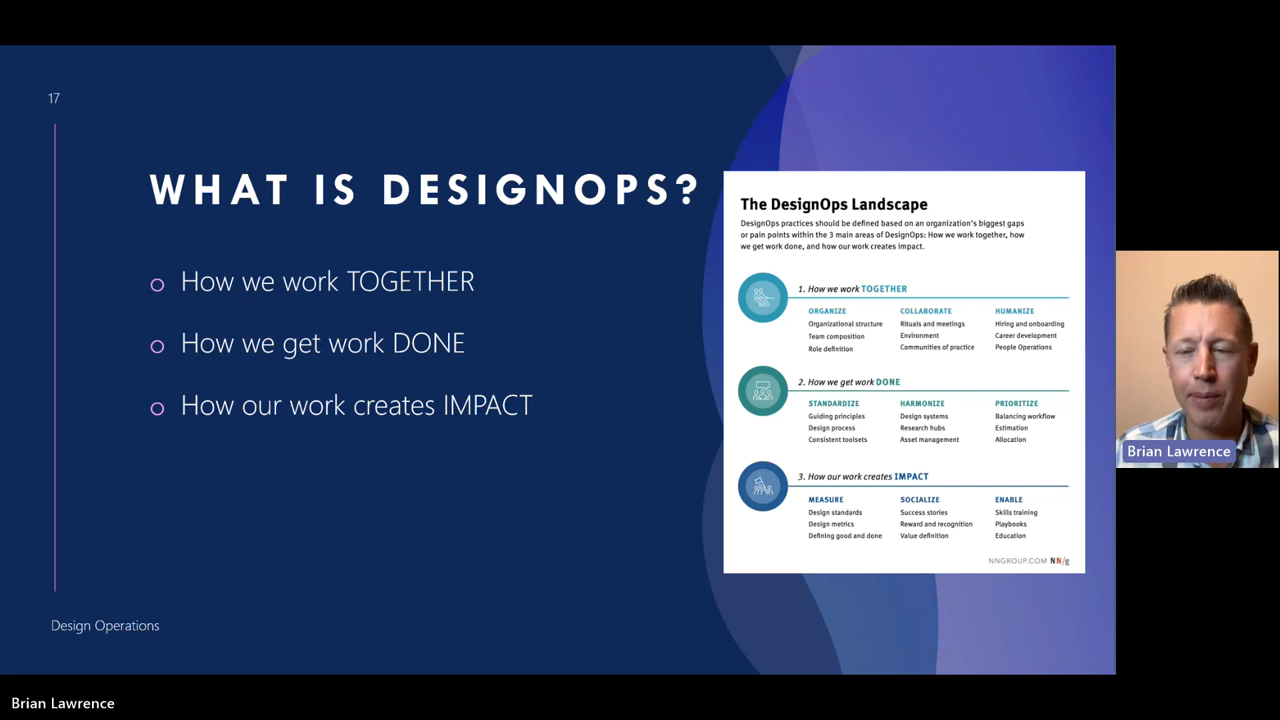 17
WHAT IS DESIGNOPS?
How we work TOGETHER
How we get work DONE
How our work creates IMPACT
Design Operations
The DesignOps Landscape
DesignOps practices should be defined based on an organization's biggest gaps
or pain points within the 3 main areas of DesignOps: How we work together, how
we get work done, and how our work creates impact.
1. How we work TOGETHER
ORGANIZE COLLABORATE HUMANIZE
Organizational structure Rituals and meetings Hiring and onboarding
Team composition Environment Career development
Role definition Communities of practice People Operations
2. How we get work DONE
STANDARDIZE HARMONIZE PRIORITIZE
Guiding principles Design systems Balancing workflow
Design process Research hubs Estimation
Consistent toolsets Asset management Allocation
3. How our work creates IMPACT
MEASURE SOCIALIZE ENABLE
Design standards Success stories Skills training
Design metrics Reward and recognition Playbooks
Defining good and done Value definition Education
NNGROUP.COM NN/g
Brian Lawrence
Brian Lawrence